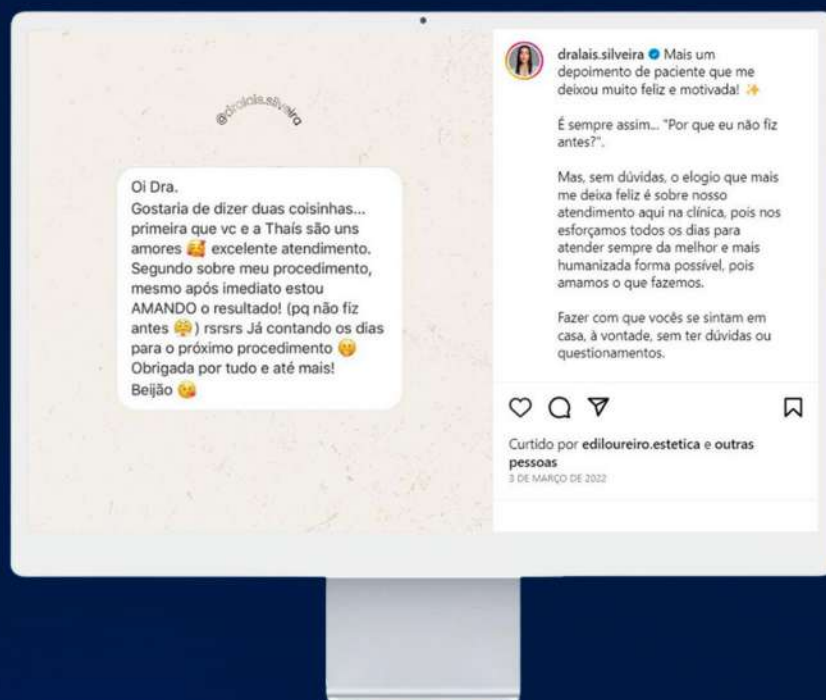 @dralais.silveira
Oi Dra.
Gostaria de dizer duas coisinhas...
primeira que vc e a Thaís são uns
amores 🥰 excelente atendimento.
Segundo sobre meu procedimento,
mesmo após imediato estou
AMANDO o resultado! (pq não fiz
antes 😤) rsrsrs Já contando os dias
para o próximo procedimento 🤭
Obrigada por tudo e até mais!
Beijão 😘
dralais.silveira Mais um
depoimento de paciente que me
deixou muito feliz e motivada! ✨
É sempre assim... "Por que eu não fiz
antes?".
Mas, sem dúvidas, o elogio que mais
me deixa feliz é sobre nosso
atendimento aqui na clínica, pois nos
esforçamos todos os dias para
atender sempre da melhor e mais
humanizada forma possível, pois
amamos o que fazemos.
Fazer com que vocês se sintam em
casa, à vontade, sem ter dúvidas ou
questionamentos.
Curtido por ediloureiro.estetica e outras
pessoas
3 DE MARÇO DE 2022